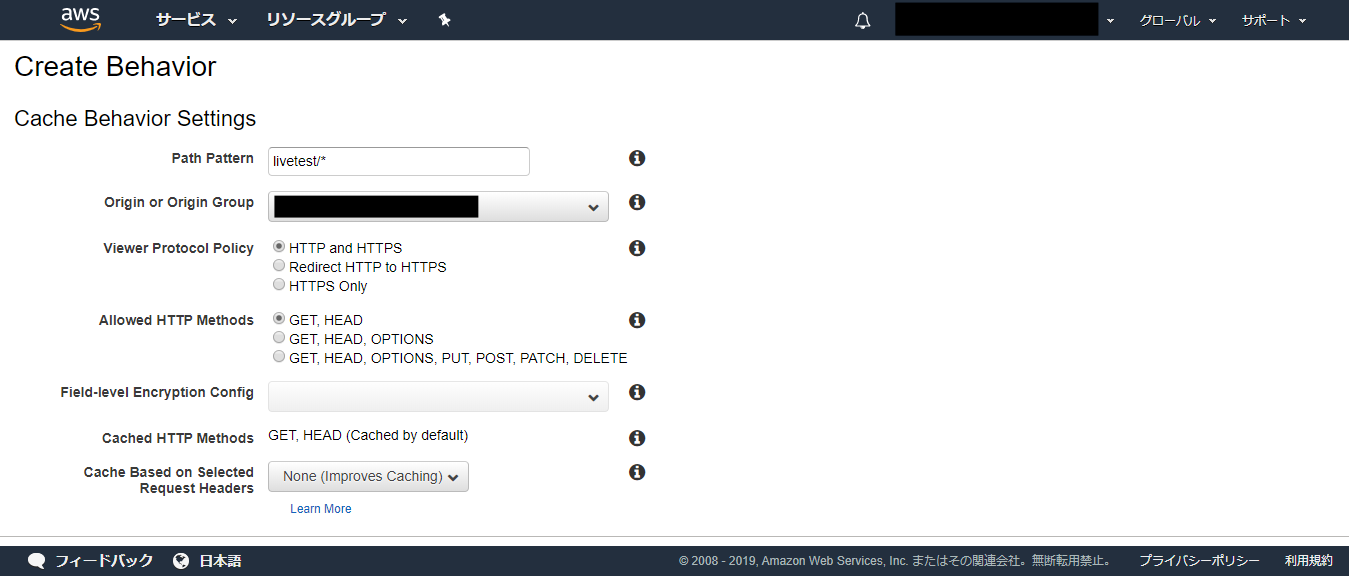 aws サービス リソースグループ グローバル サポート
Create Behavior
Cache Behavior Settings
Path Pattern livetest/*
Origin or Origin Group
Viewer Protocol Policy HTTP and HTTPS
Redirect HTTP to HTTPS
HTTPS Only
Allowed HTTP Methods GET, HEAD
GET, HEAD, OPTIONS
GET, HEAD, OPTIONS, PUT, POST, PATCH, DELETE
Field-level Encryption Config
Cached HTTP Methods GET, HEAD (Cached by default)
Cache Based on Selected
Request Headers
None (Improves Caching)
Learn More
フィードバック 日本語 © 2008 - 2019, Amazon Web Services, Inc. またはその関連会社。無断転用禁止。 プライバシーポリシー 利用規約